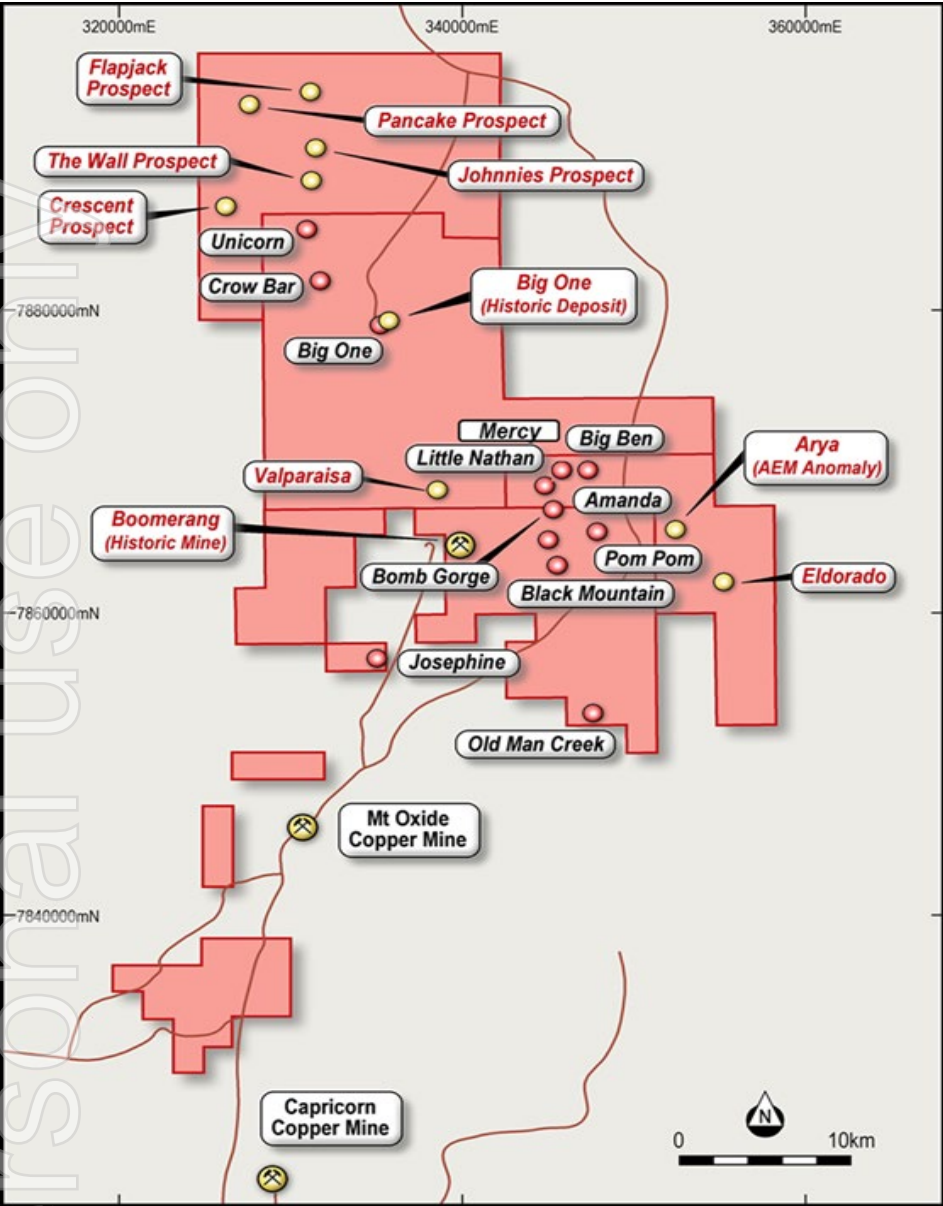 320000mE
340000mE
360000mE
Flapjack
Prospect
Pancake Prospect
The Wall Prospect
Johnnies Prospect
Crescent
Prospect
Unicorn
Crow Bar
Big One
(Historic Deposit)
7880000mN
Big One
Mercy
Big Ben
Little Nathan
Arya
(AEM Anomaly)
Valparaisa
Amanda
Boomerang
(Historic Mine)
Pom Pom
Bomb Gorge
Eldorado
Black Mountain
7860000mN
Josephine
Old Man Creek
Mt Oxide
Copper Mine
7840000mN
Capricorn
Copper Mine
N
0 10km
rsonal use only